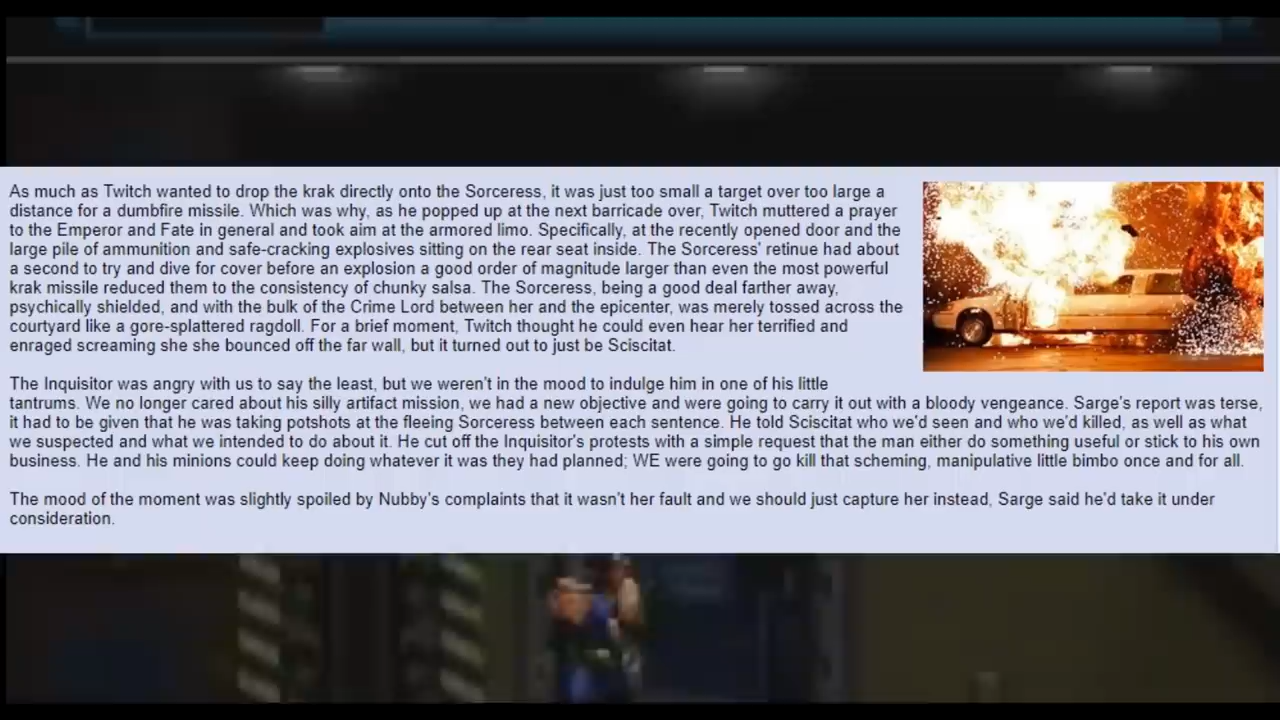 As much as Twitch wanted to drop the krak directly onto the Sorceress, it was just too small a target over too large a
distance for a dumbfire missile. Which was why, as he popped up at the next barricade over, Twitch muttered a prayer
to the Emperor and Fate in general and took aim at the armored limo. Specifically, at the recently opened door and the
large pile of ammunition and safe-cracking explosives sitting on the rear seat inside. The Sorceress' retinue had about
a second to try and dive for cover before an explosion a good order of magnitude larger than even the most powerful
krak missile reduced them to the consistency of chunky salsa. The Sorceress, being a good deal farther away,
psychically shielded, and with the bulk of the Crime Lord between her and the epicenter, was merely tossed across the
courtyard like a gore-splattered ragdoll. For a brief moment, Twitch thought he could even hear her terrified and
enraged screaming she she bounced off the far wall, but it turned out to just be Sciscitat.
The Inquisitor was angry with us to say the least, but we weren't in the mood to indulge him in one of his little
tantrums. We no longer cared about his silly artifact mission, we had a new objective and were going to carry it out with a bloody vengeance. Sarge's report was terse,
it had to be given that he was taking potshots at the fleeing Sorceress between each sentence. He told Sciscitat who we'd seen and who we'd killed, as well as what
we suspected and what we intended to do about it. He cut off the Inquisitor's protests with a simple request that the man either do something useful or stick to his own
business. He and his minions could keep doing whatever it was they had planned; WE were going to go kill that scheming, manipulative little bimbo once and for all.
The mood of the moment was slightly spoiled by Nubby's complaints that it wasn't her fault and we should just capture her instead, Sarge said he'd take it under
consideration.